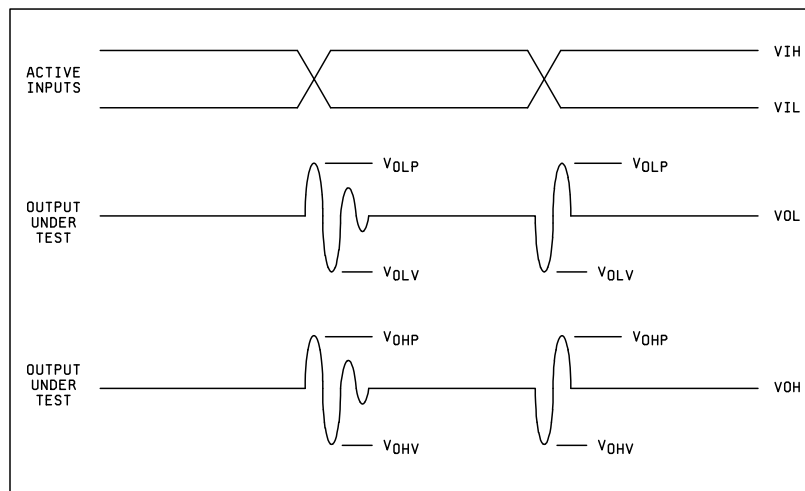 VIH
ACTIVE
INPUTS
VIL
VOLP
VOLP
OUTPUT
UNDER
TEST
VOL
VOLV
VOLV
VOHP
VOHP
OUTPUT
UNDER
TEST
VOH
VOHV
VOHV